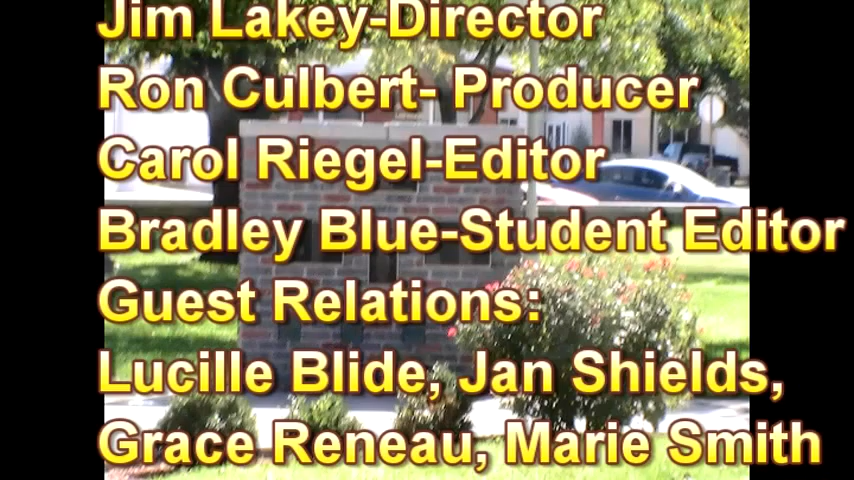 Jim Lakey-Director
Ron Culbert- Producer
Carol Riegel-Editor
Bradley Blue-Student Editor
Guest Relations:
Lucille Blide, Jan Shields,
Grace Reneau, Marie Smith